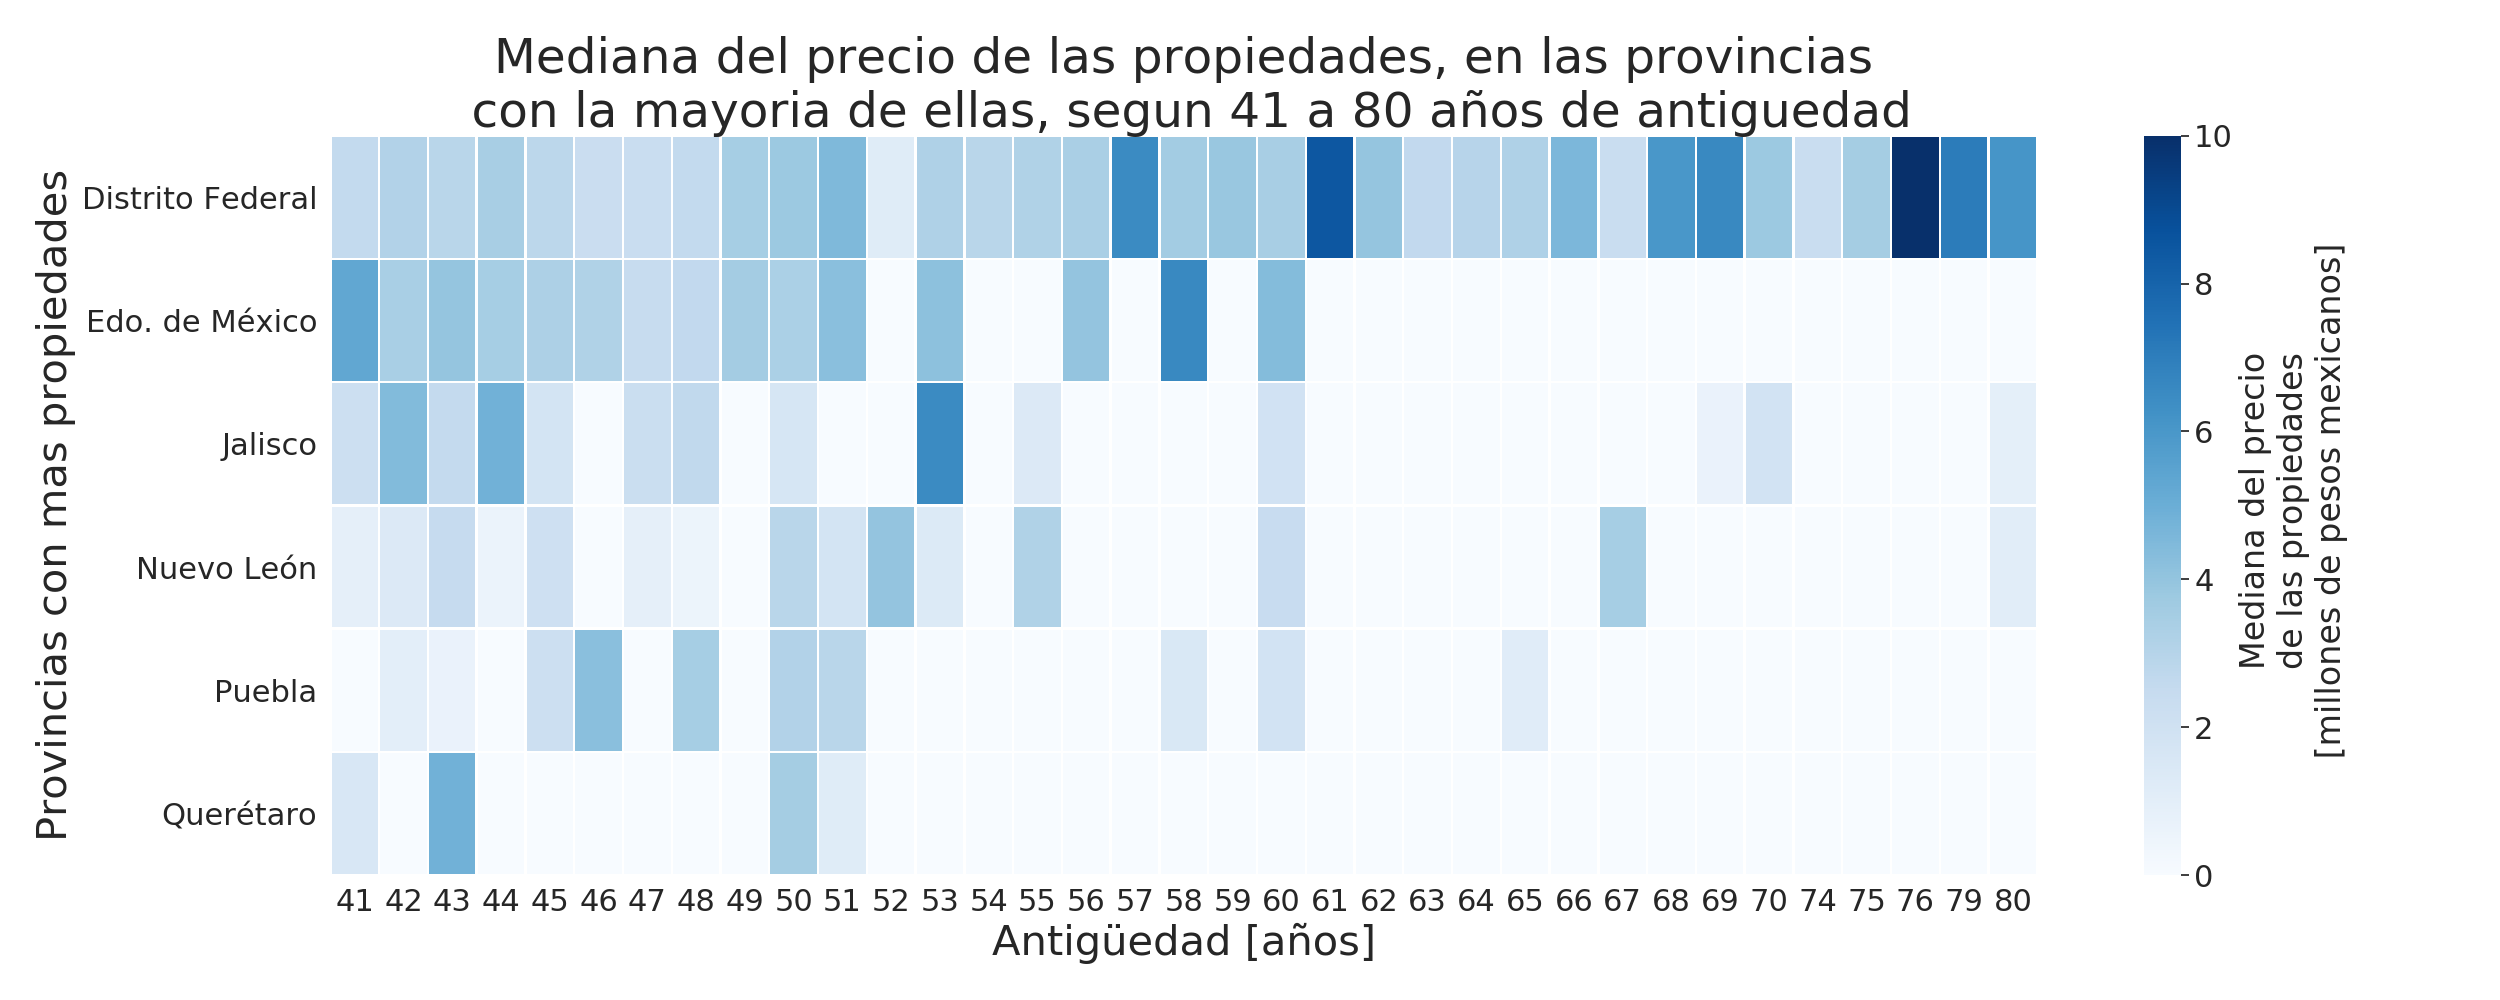 Mediana del precio de las propiedades, en las provincias
con la mayoria de ellas, segun 41 a 80 años de antiguedad
Provincias con mas propiedades
Distrito Federal
Edo. de México
Jalisco
Nuevo León
Puebla
Querétaro
41 42 43 44 45 46 47 48 49 50 51 52 53 54 55 56 57 58 59 60 61 62 63 64 65 66 67 68 69 70 74 75 76 79 80
Antigüedad [años]
10
8
6
4
2
0
Mediana del precio
de las propiedades
[millones de pesos mexicanos]